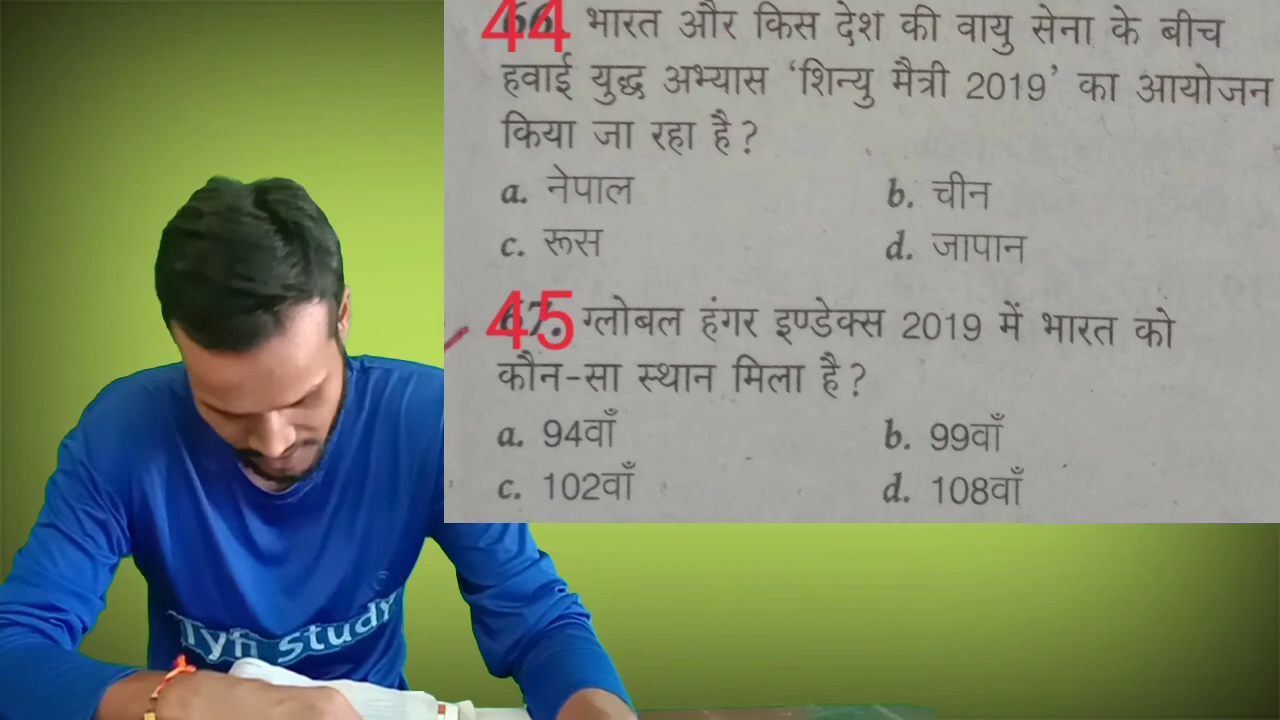 44 भारत और किस देश की वायु सेना के बीच
हवाई युद्ध अभ्यास ‘शिन्यु मैत्री 2019’ का आयोजन
किया जा रहा है?
a. नेपाल b. चीन
c. रूस d. जापान
45 ग्लोबल हंगर इण्डेक्स 2019 में भारत को
कौन-सा स्थान मिला है?
a. 94वाँ b. 99वाँ
c. 102वाँ d. 108वाँ
Study